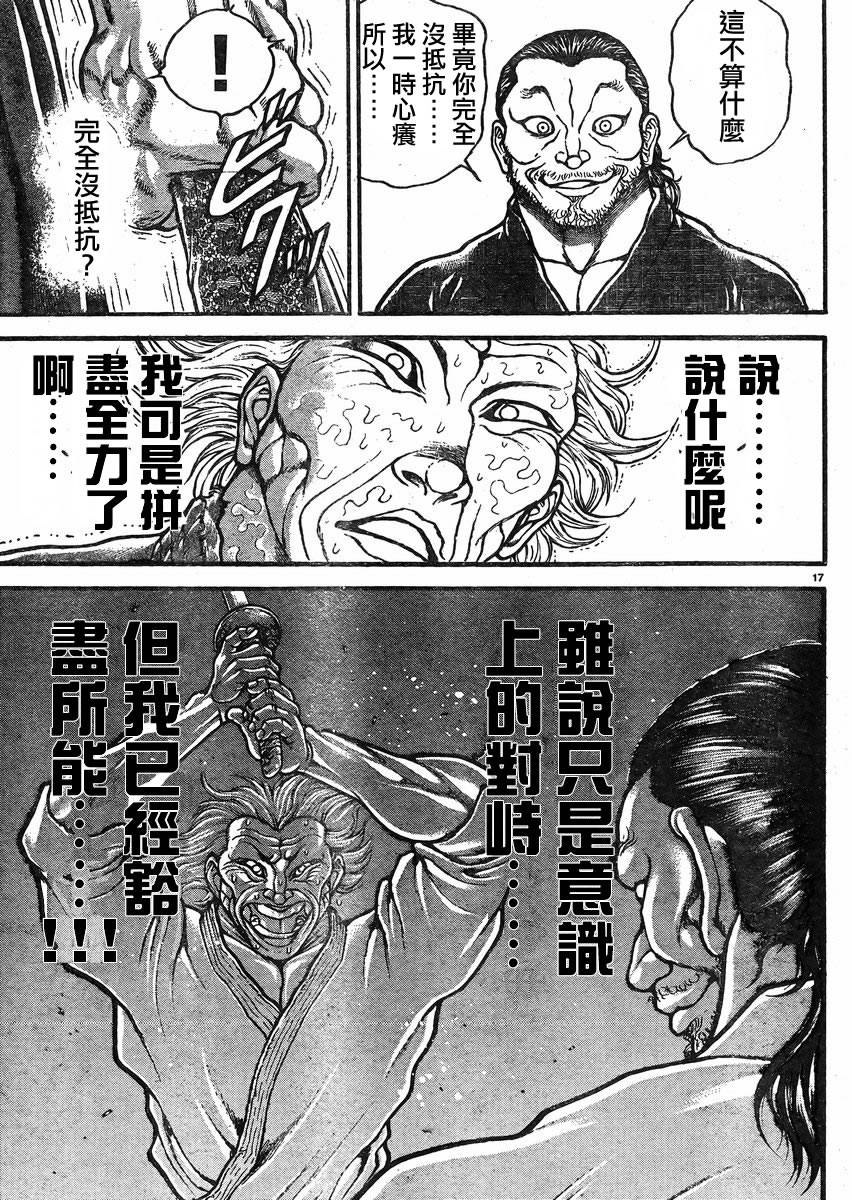 這不算什麼
畢竟你完全
沒抵抗……
我一時心癢
所以……
！
完全沒抵抗？
ビクッ
說………
說什麼呢
我可是拼
盡全力了
啊……
17
雖說只是意識
上的對峙……
但我已經豁
盡所能………!!!